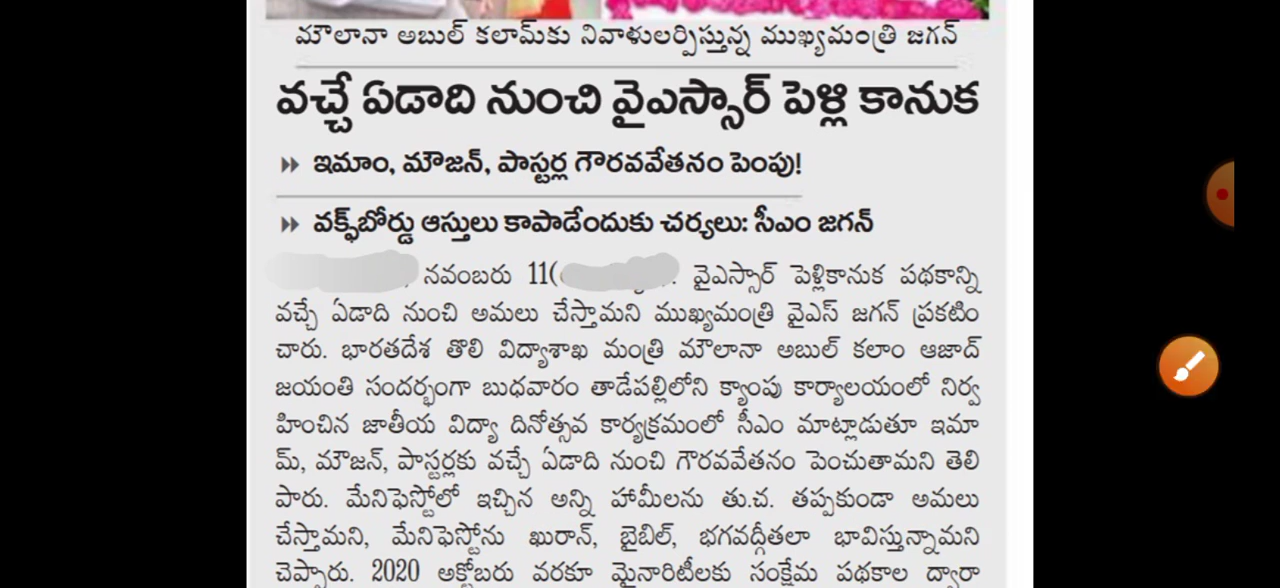 మౌలానా అబుల్ కలామ్‌కు నివాళులర్పిస్తున్న ముఖ్యమంత్రి జగన్
వచ్చే ఏడాది నుంచి వైఎస్సార్ పెళ్లి కానుక
ఇమాం, మౌజన్, పాస్టర్ల గౌరవవేతనం పెంపు!
వక్ఫ్‌బోర్డు ఆస్తులు కాపాడేందుకు చర్యలు: సీఎం జగన్
నవంబరు 11( వైఎస్సార్ పెళ్లికానుక పథకాన్ని
వచ్చే ఏడాది నుంచి అమలు చేస్తామని ముఖ్యమంత్రి వైఎస్ జగన్ ప్రకటిం
చారు. భారతదేశ తొలి విద్యాశాఖ మంత్రి మౌలానా అబుల్ కలాం ఆజాద్
జయంతి సందర్భంగా బుధవారం తాడేపల్లిలోని క్యాంపు కార్యాలయంలో నిర్వ
హించిన జాతీయ విద్యా దినోత్సవ కార్యక్రమంలో సీఎం మాట్లాడుతూ ఇమా
మ్, మౌజన్, పాస్టర్లకు వచ్చే ఏడాది నుంచి గౌరవవేతనం పెంచుతామని తెలి
పారు. మేనిఫెస్టోలో ఇచ్చిన అన్ని హామీలను తు.చ. తప్పకుండా అమలు
చేస్తామని, మేనిఫెస్టోను ఖురాన్, బైబిల్, భగవద్గీతలా భావిస్తున్నామని
చెప్పారు. 2020 అక్టోబరు వరకూ మైనారిటీలకు సంక్షేమ పథకాల ద్వారా